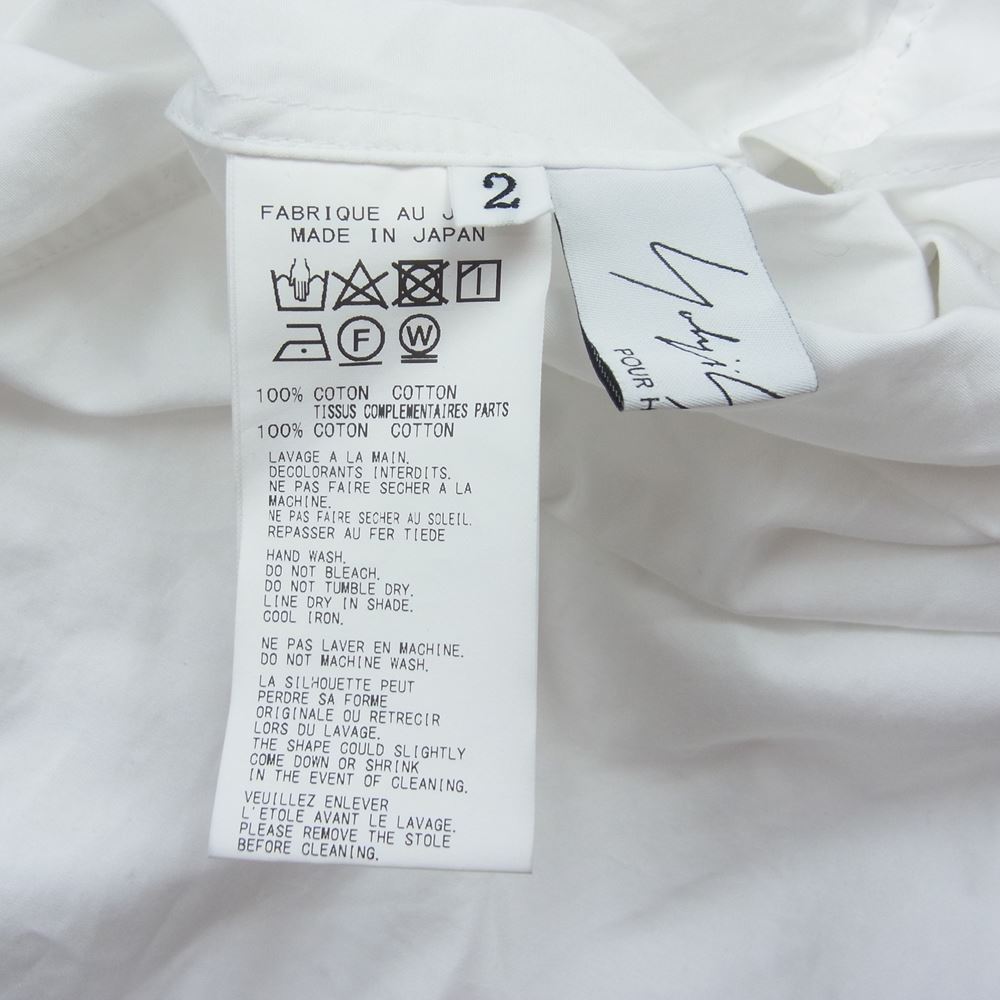 2
FABRIQUE AU J
MADE IN JAPAN
F
W
100% COTON COTTON
TISSUS COMPLEMENTAIRES PARTS
100% COTON COTTON
LAVAGE A LA MAIN.
DECOLORANTS INTERDITS.
NE PAS FAIRE SECHER A LA
MACHINE.
NE PAS FAIRE SECHER AU SOLEIL.
REPASSER AU FER TIEDE
HAND WASH.
DO NOT BLEACH.
DO NOT TUMBLE DRY.
LINE DRY IN SHADE.
COOL IRON.
NE PAS LAVER EN MACHINE.
DO NOT MACHINE WASH.
LA SILHOUETTE PEUT
PERDRE SA FORME
ORIGINALE OU RETRECIR
LORS DU LAVAGE.
THE SHAPE COULD SLIGHTLY
COME DOWN OR SHRINK
IN THE EVENT OF CLEANING.
VEUILLEZ ENLEVER
L'ETOLE AVANT LE LAVAGE.
PLEASE REMOVE THE STOLE
BEFORE CLEANING.
POUR H